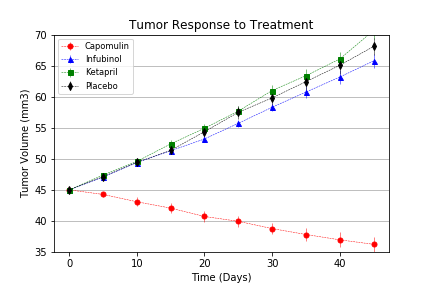 Tumor Response to Treatment
Capomulin
Infubinol
Ketapril
Placebo
70
65
60
55
50
45
40
35
Tumor Volume (mm3)
0 10 20 30 40
Time (Days)